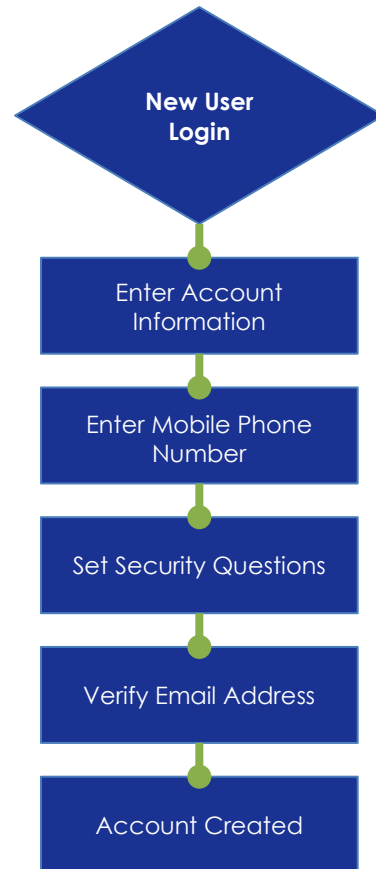 New User
Login
Enter Account
Information
Enter Mobile Phone
Number
Set Security Questions
Verify Email Address
Account Created